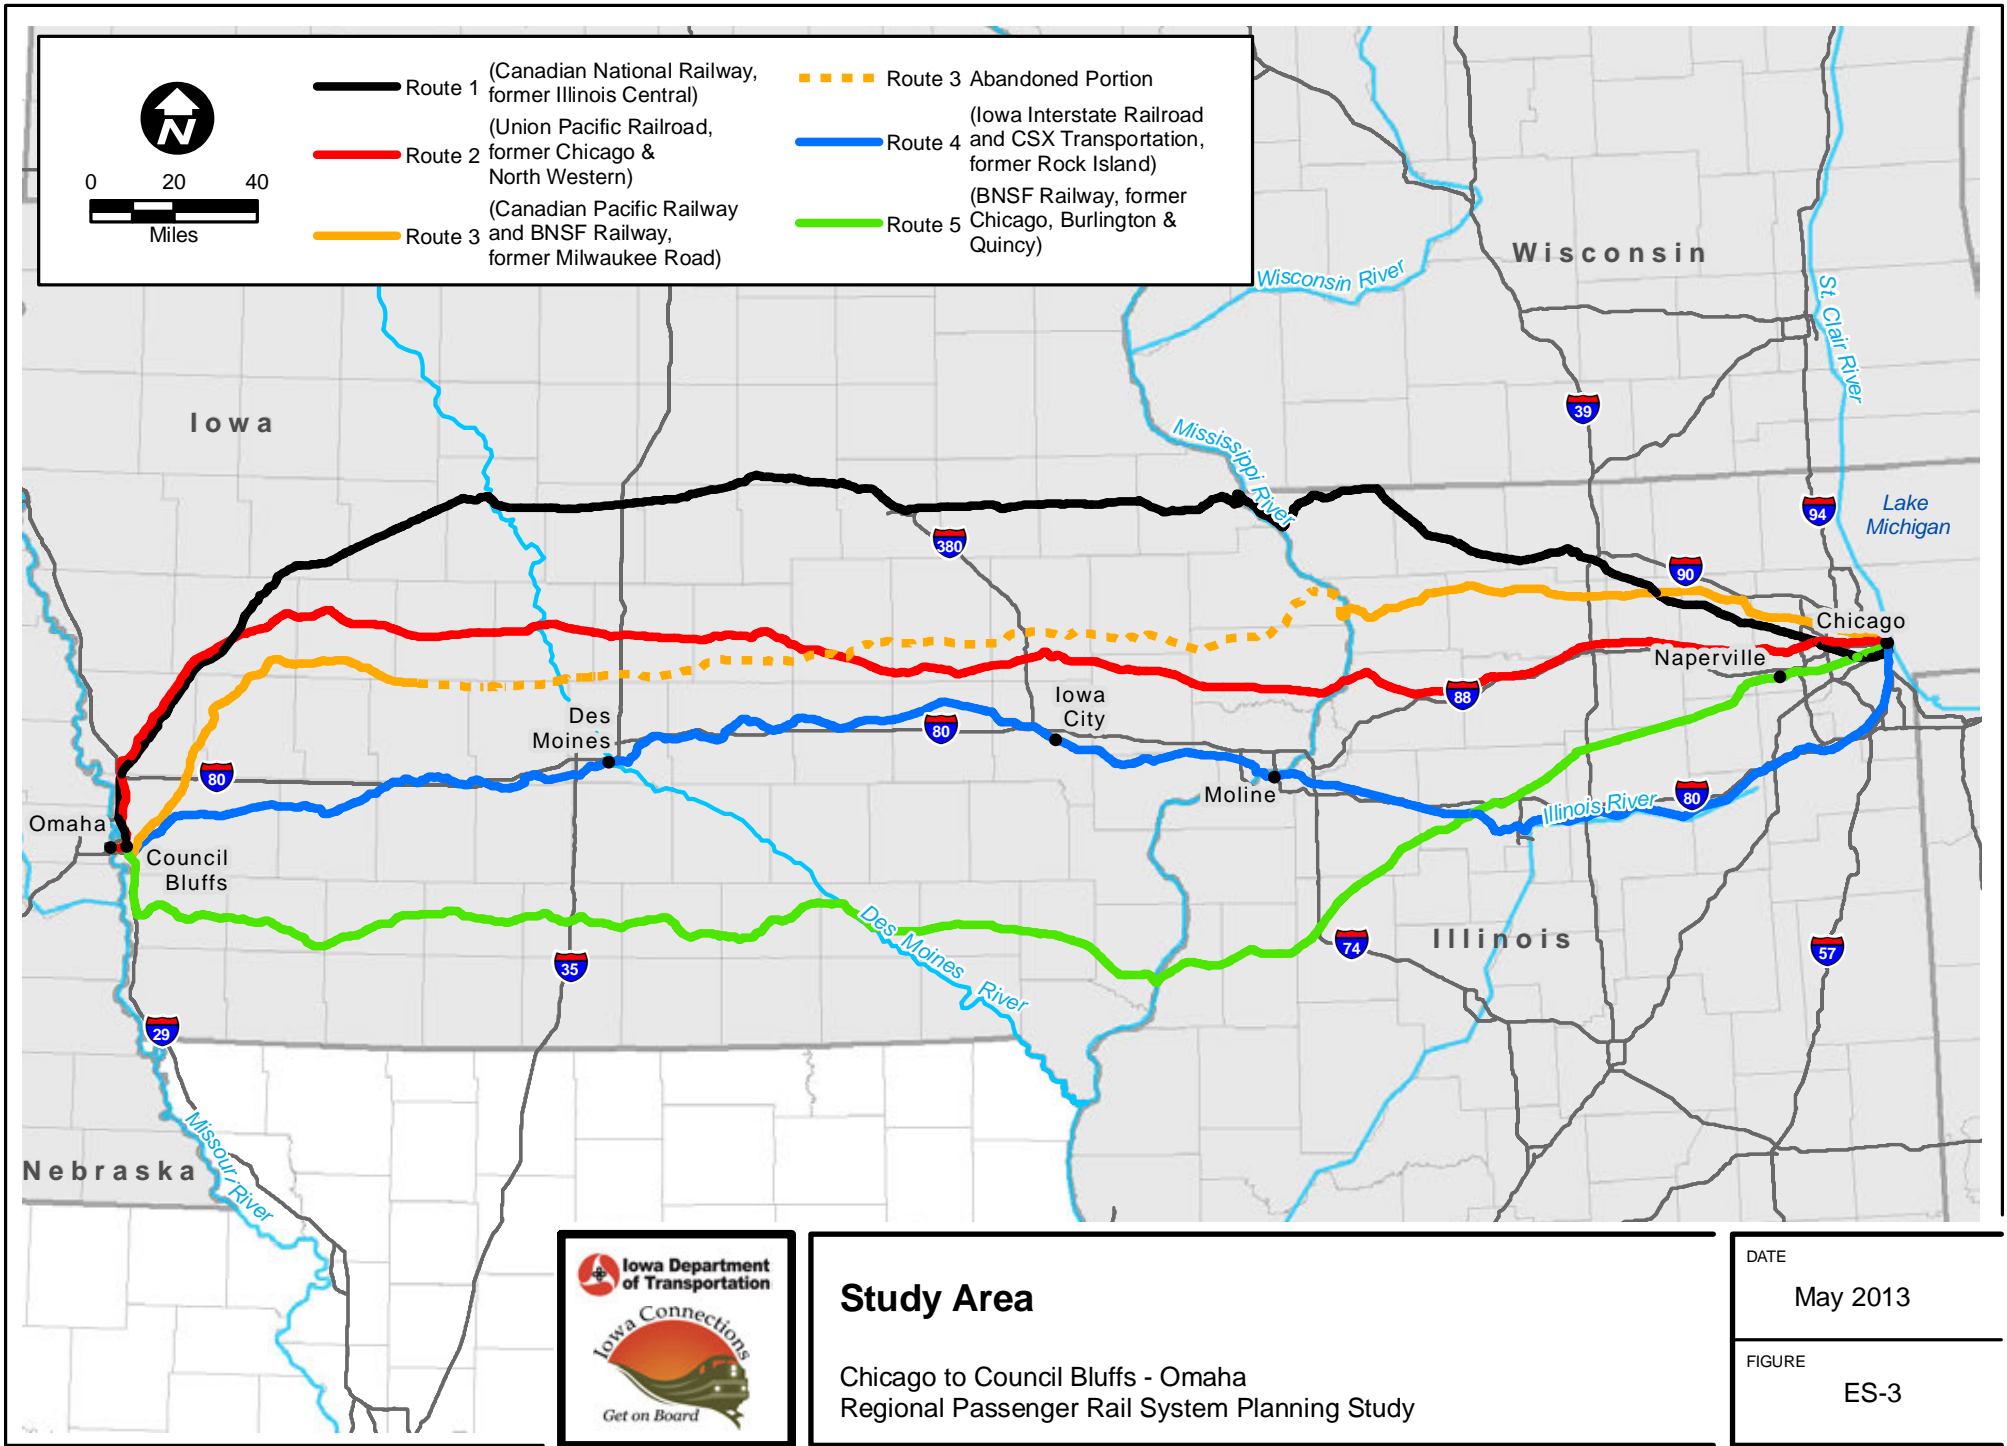 0 20 40
Miles
N
Route 1 (Canadian National Railway,
former Illinois Central)
Route 2 (Union Pacific Railroad,
former Chicago &
North Western)
Route 3 (Canadian Pacific Railway
and BNSF Railway,
former Milwaukee Road)
Route 3 Abandoned Portion
Route 4 (Iowa Interstate Railroad
and CSX Transportation,
former Rock Island)
Route 5 (BNSF Railway, former
Chicago, Burlington &
Quincy)
Wisconsin
Wisconsin River
St. Clair River
Iowa
39
Mississippi River
94
Lake
Michigan
380
90
Chicago
Naperville
88
Iowa
City
Des
Moines
80
80
Moline
Illinois River
80
Omaha
Council
Bluffs
Des Moines River
Illinois
74
57
35
29
Missouri River
Nebraska
Iowa Department
of Transportation
Iowa Connections
Get on Board
Study Area
Chicago to Council Bluffs - Omaha
Regional Passenger Rail System Planning Study
DATE
May 2013
FIGURE
ES-3